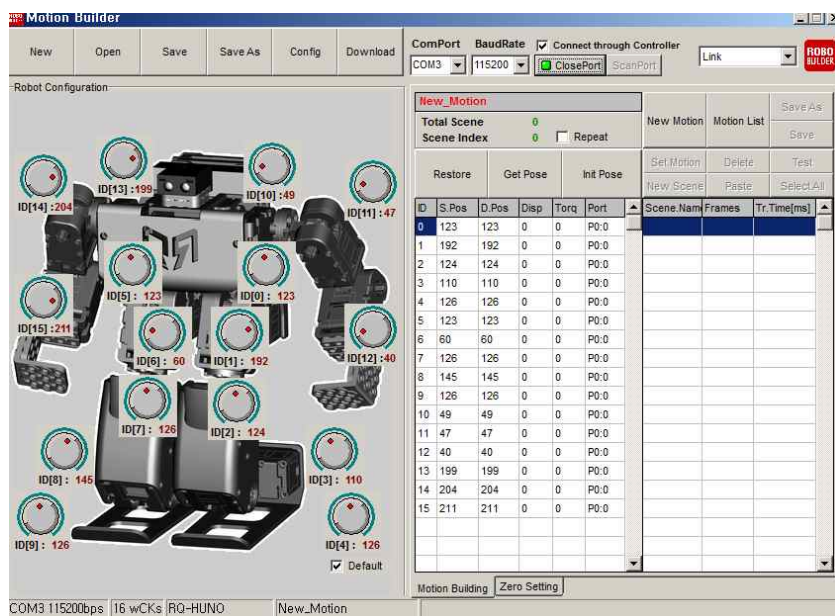 Motion Builder
New Open Save Save As Config Download
ComPort BaudRate Connect through Controller
COM3 115200 ClosePort ScanPort Link ROBO BUILDER
Robot Configuration
ID[13] :199
ID[10] :49
ID[14] :204
ID[11] :47
ID[5] : 123
ID[0] : 123
ID[15] :211
ID[6] : 60
ID[1] : 192
ID[12] :40
ID[7] : 126
ID[2] : 124
ID[8] : 145
ID[3] : 110
ID[9] : 126
ID[4] : 126
Default
New_Motion
Total Scene 0
Scene Index 0 Repeat
New Motion Motion List Save As
Save
Restore Get Pose Init Pose
Set Motion Delete Test
New Scene Paste Select All
ID S.Pos D.Pos Disp Torq Port
0 123 123 0 0 P0:0
1 192 192 0 0 P0:0
2 124 124 0 0 P0:0
3 110 110 0 0 P0:0
4 126 126 0 0 P0:0
5 123 123 0 0 P0:0
6 60 60 0 0 P0:0
7 126 126 0 0 P0:0
8 145 145 0 0 P0:0
9 126 126 0 0 P0:0
10 49 49 0 0 P0:0
11 47 47 0 0 P0:0
12 40 40 0 0 P0:0
13 199 199 0 0 P0:0
14 204 204 0 0 P0:0
15 211 211 0 0 P0:0
Scene.Nam Frames Tr.Time[ms]
Motion Building Zero Setting
COM3 115200bps 16 wCKs RQ-HUNO New_Motion